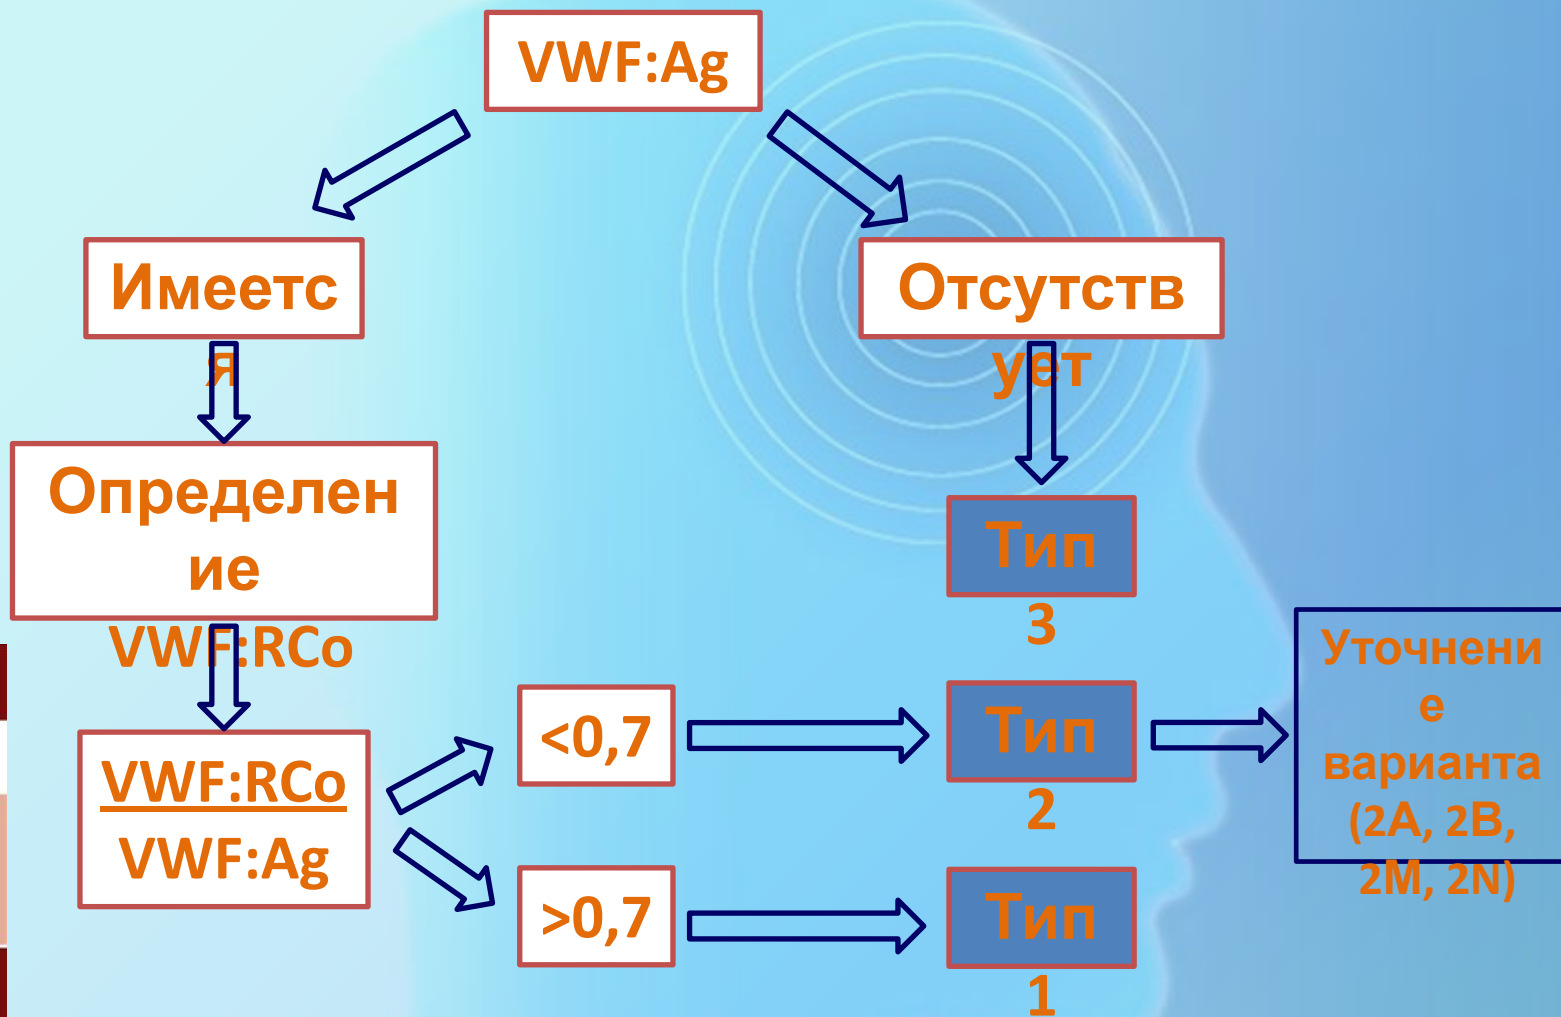 VWF:Ag
Имеетс
я
Отсутств
ует
Определен
ие
VWF:RCo
Тип
3
VWF:RCo
VWF:Ag
<0,7
Тип
2
Уточнени
е
варианта
(2A, 2B,
2M, 2N)
>0,7
Тип
1